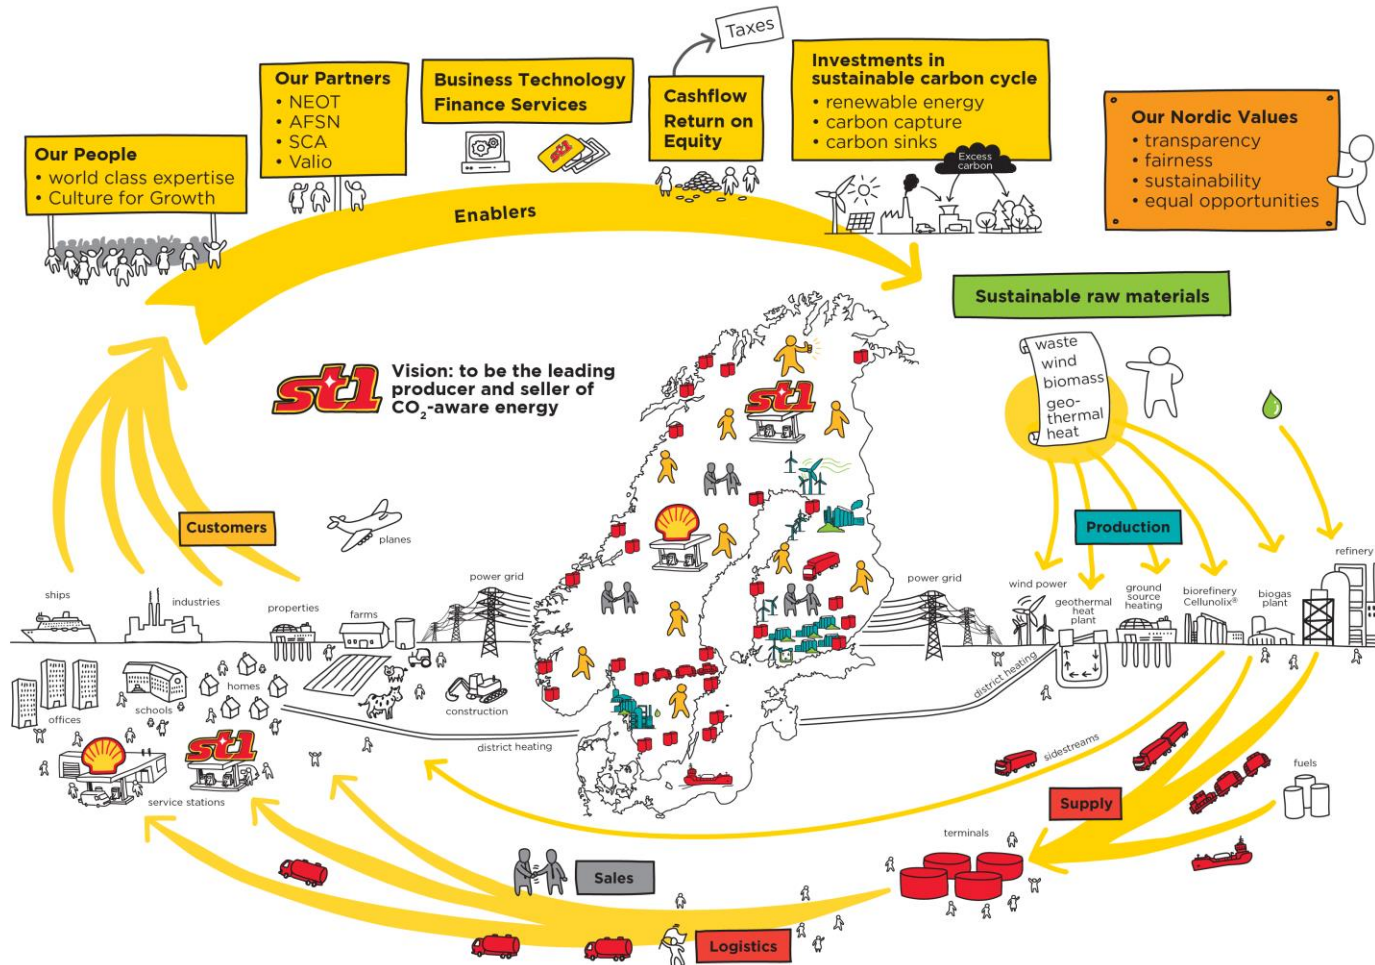 Taxes
Our People
• world class expertise
• Culture for Growth
Our Partners
• NEOT
• AFSN
• SCA
• Valio
Business Technology
Finance Services
st1
Cashflow
Return on
Equity
Investments in
sustainable carbon cycle
• renewable energy
• carbon capture
• carbon sinks
Excess
carbon
Our Nordic Values
• transparency
• fairness
• sustainability
• equal opportunities
Enablers
Sustainable raw materials
waste
wind
biomass
geo-
thermal
heat
st1
Vision: to be the leading
producer and seller of
CO₂-aware energy
st1
Customers
planes
Production
ships
industries
properties
farms
power grid
power grid
wind power
geothermal
heat
plant
ground
source
heating
biorefinery
Cellunolix®
biogas
plant
refinery
offices
schools
homes
construction
district heating
district heating
st1
service stations
sidestreams
Supply
fuels
terminals
Sales
Logistics